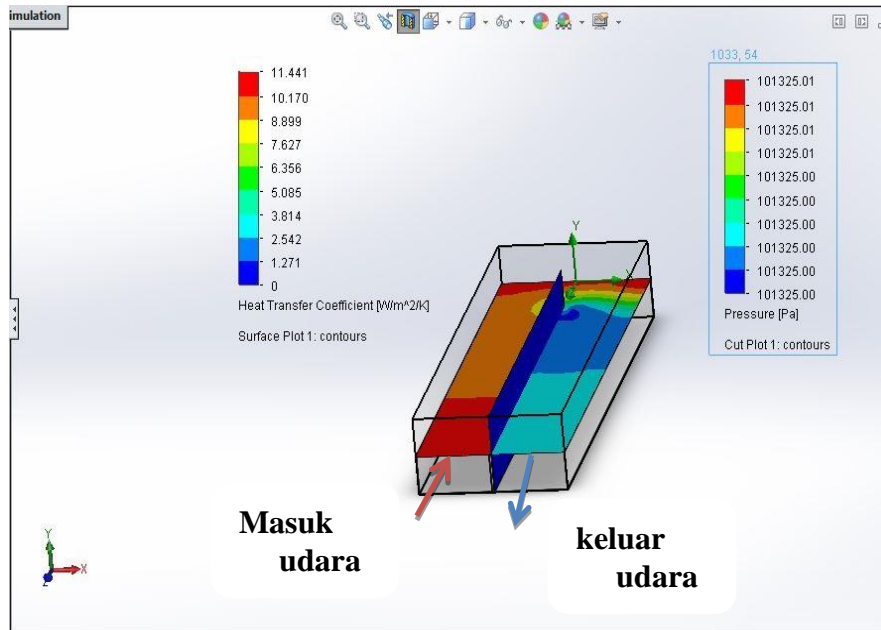 imulation
11.441
10.170
8.899
7.627
6.356
5.085
3.814
2.542
1.271
0
Heat Transfer Coefficient [W/m^2/K]
Surface Plot 1: contours
1033, 54
101325.01
101325.01
101325.01
101325.01
101325.00
101325.00
101325.00
101325.00
101325.00
101325.00
Pressure [Pa]
Cut Plot 1: contours
Y
X
Masuk
udara
keluar
udara
Y
X
Z